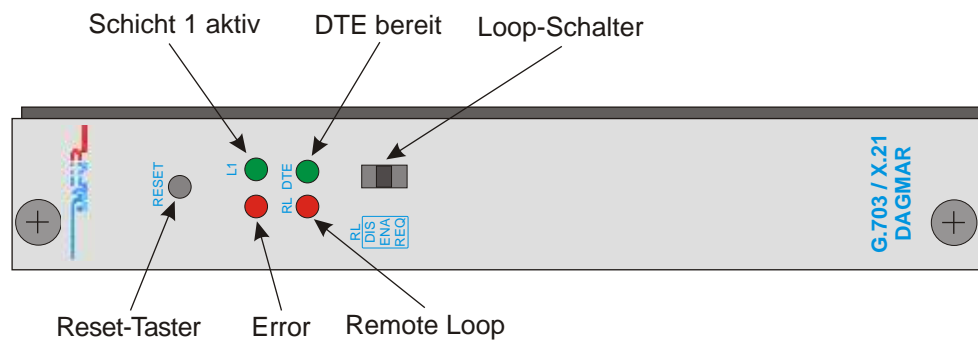 Schicht 1 aktiv
DTE bereit
Loop-Schalter
RESET
L1
DTE
RL
RL
DIS
ENA
REQ
G.703 / X.21
DAGMAR
Reset-Taster
Error
Remote Loop